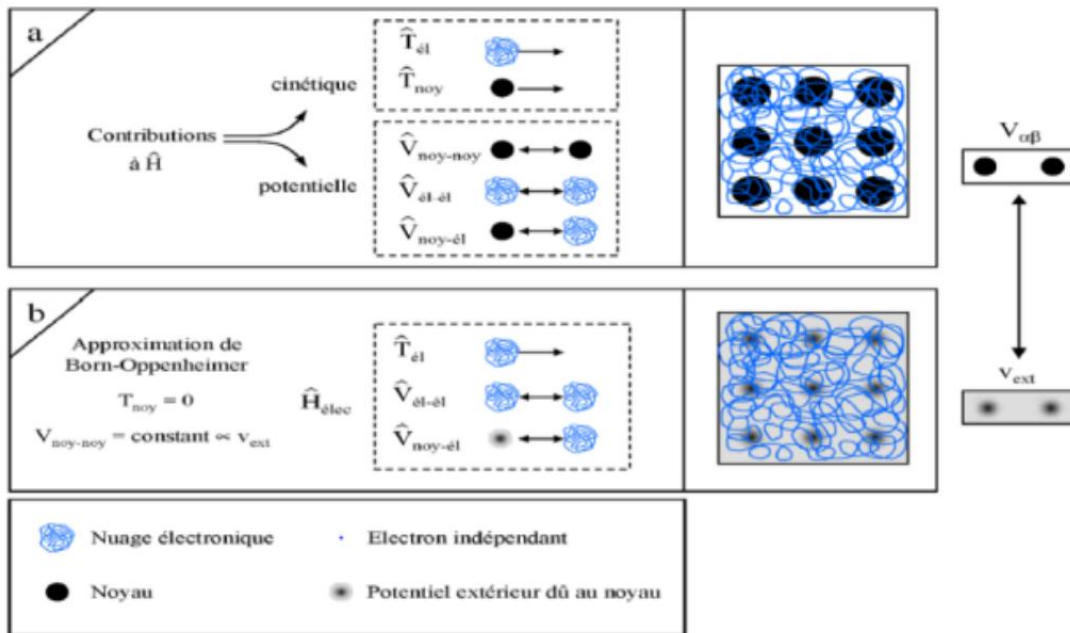 a
T̂él
T̂noy
cinétique
Contributions
à Ĥ
potentielle
V̂noy-noy
V̂él-él
V̂noy-él
Vαβ
b
Approximation de
Born-Oppenheimer
Tnoy = 0
Vnoy-noy = constant ∝ vext
Ĥélec
T̂él
V̂él-él
V̂noy-él
vext
Nuage électronique
Electron indépendant
Noyau
Potentiel extérieur dû au noyau